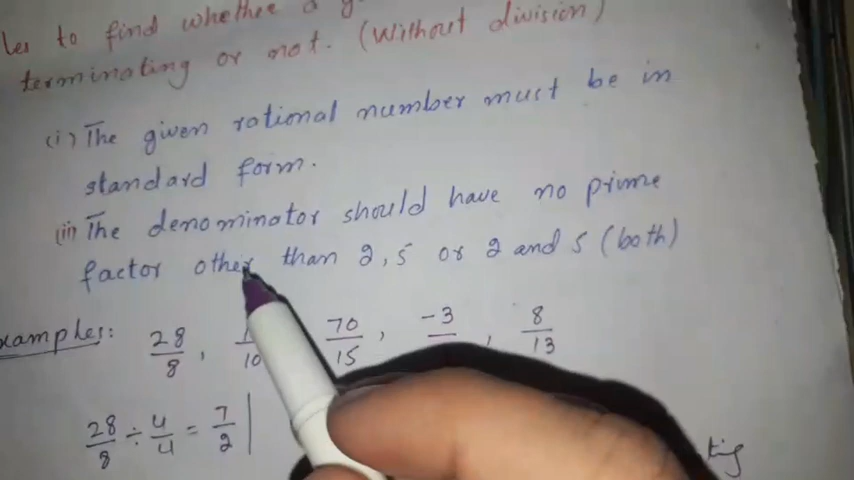 to find whether a
terminating or not. (Without division)
(i) The given rational number must be in
standard form.
(ii) The denominator should have no prime
factor other than 2, 5 or 2 and 5 (both)
Examples: 28/8, 70/15, -3 , 8/13
28/8 ÷ 4/4 = 7/2